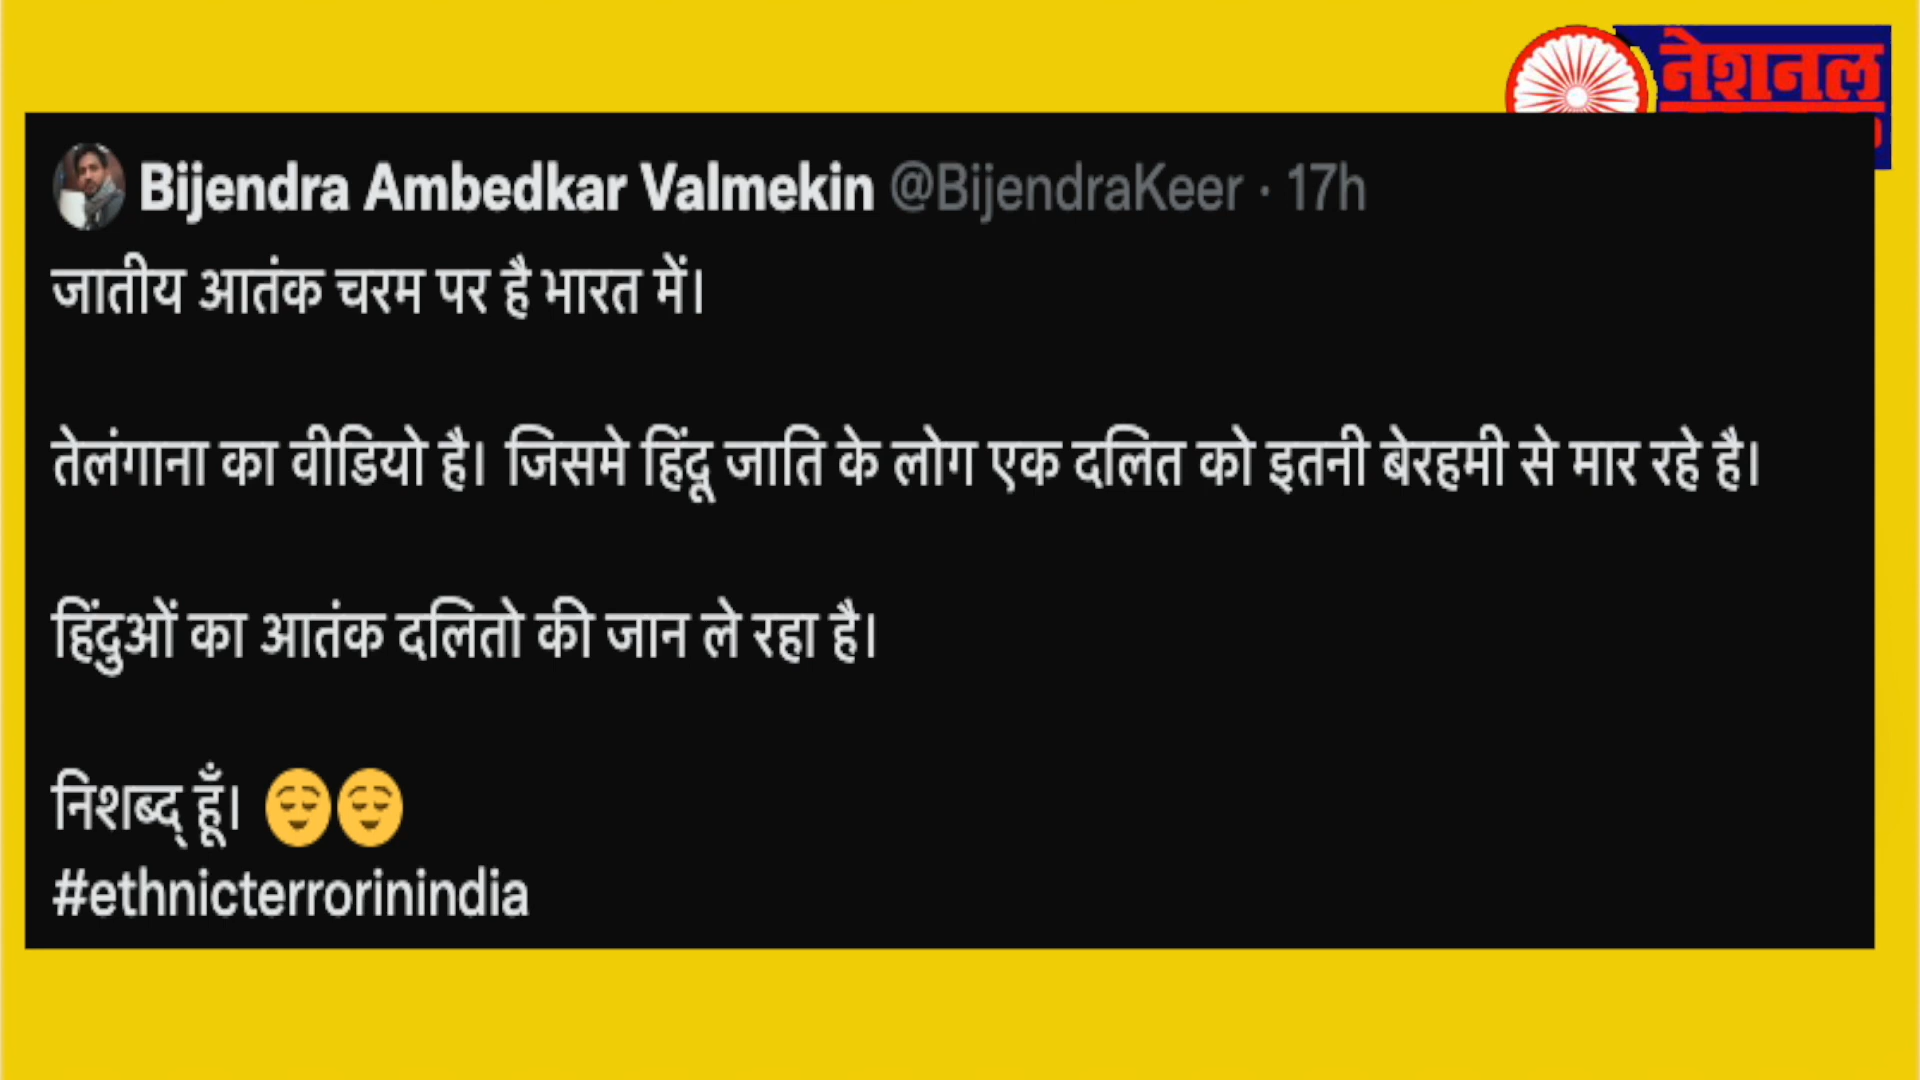 नेशनल
Bijendra Ambedkar Valmekin @BijendraKeer · 17h
जातीय आतंक चरम पर है भारत में।
तेलंगाना का वीडियो है। जिसमे हिंदू जाति के लोग एक दलित को इतनी बेरहमी से मार रहे है।
हिंदुओं का आतंक दलितो की जान ले रहा है।
निशब्द् हूँ। 😌😌
#ethnicterrorinindia